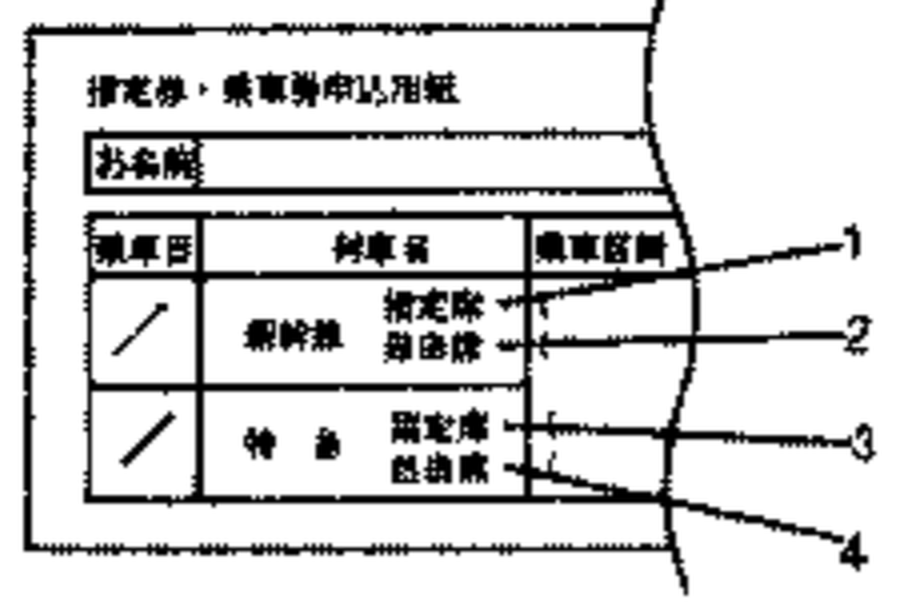 指定券・乗車券申込用紙
お名前
乗車日 列車名 乗車区間
新幹線 指定席 1
自由席 2
特急 指定席 3
自由席 4